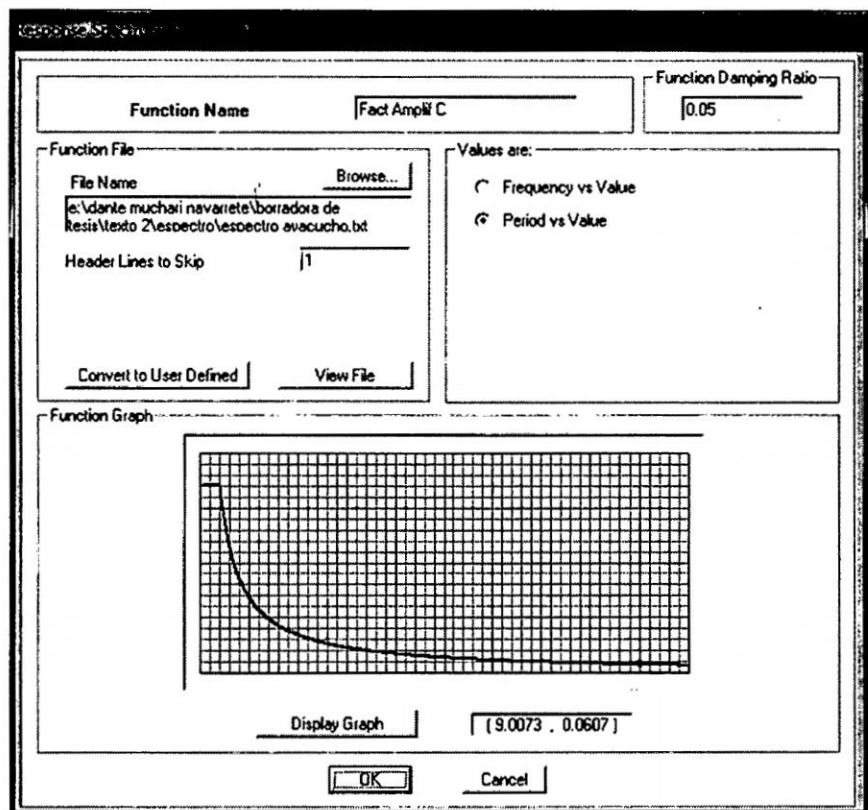 Function Name
Fact Amplif C
Function Damping Ratio
0.05
Function File
File Name
Browse...
e:\dante muchari navarrete\borradora de
tesis\texto 2\espectro\espectro ayacucho.txt
Header Lines to Skip
1
Convert to User Defined
View File
Values are:
Frequency vs Value
Period vs Value
Function Graph
Display Graph
( 9.0073 , 0.0607 )
OK
Cancel